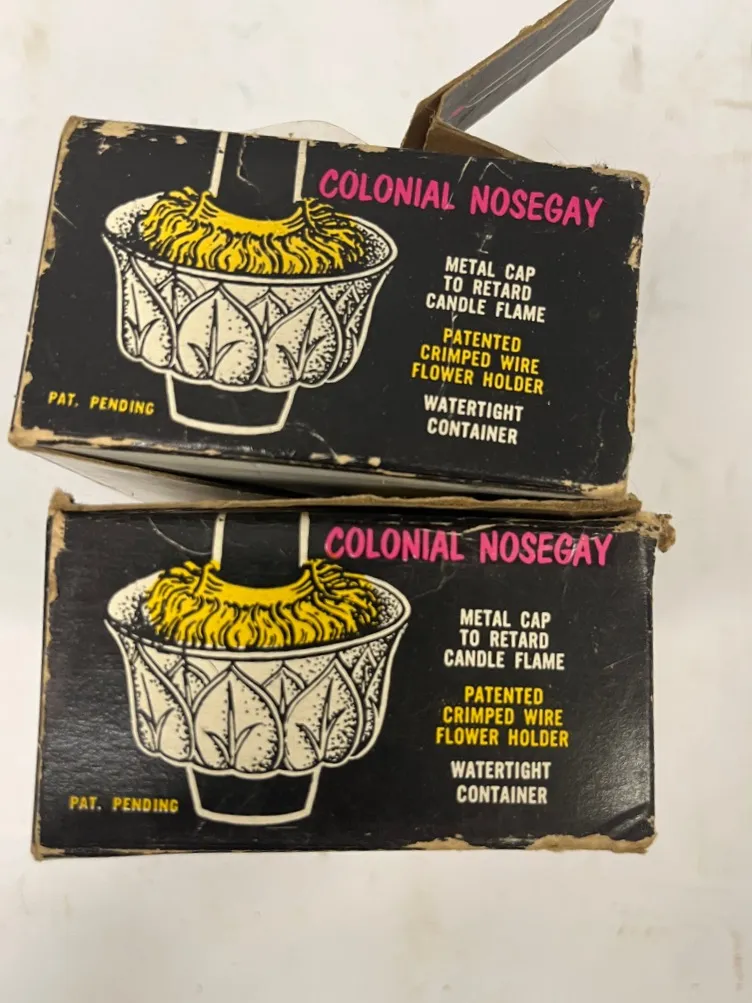 COLONIAL NOSEGAY
METAL CAP
TO RETARD
CANDLE FLAME
PATENTED
CRIMPED WIRE
FLOWER HOLDER
WATERTIGHT
CONTAINER
PAT. PENDING
COLONIAL NOSEGAY
METAL CAP
TO RETARD
CANDLE FLAME
PATENTED
CRIMPED WIRE
FLOWER HOLDER
WATERTIGHT
CONTAINER
PAT. PENDING